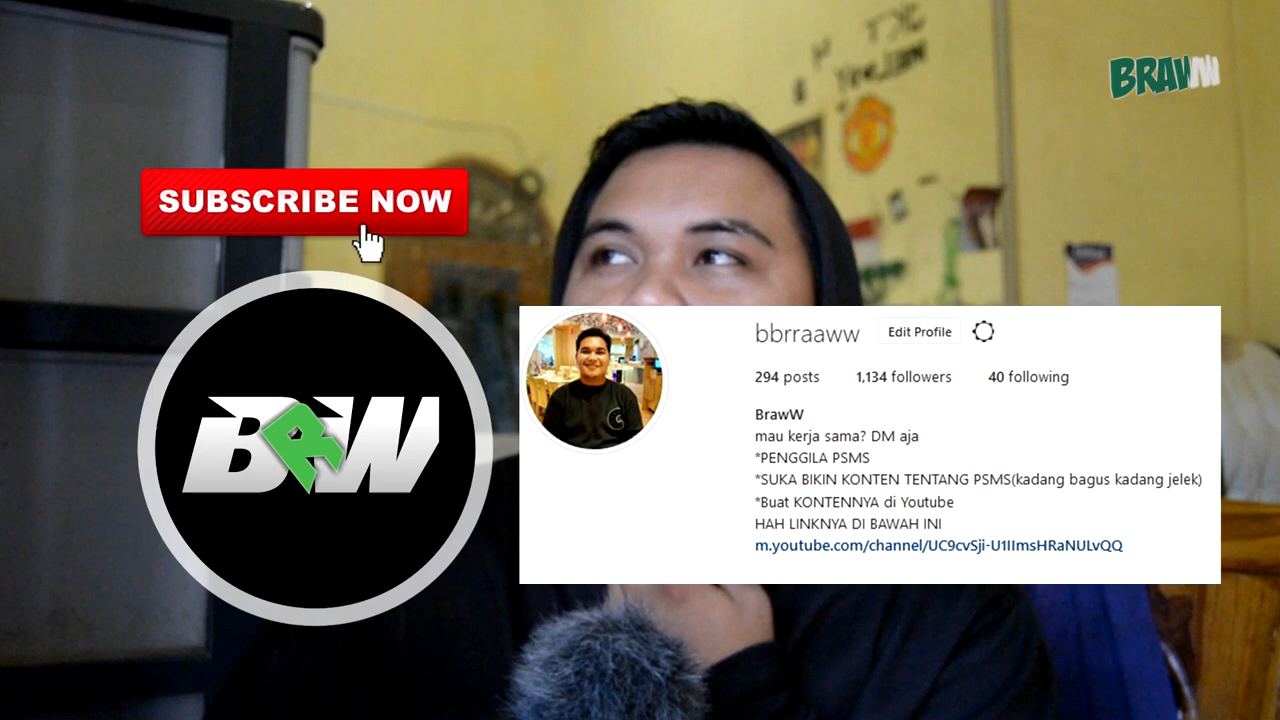 BRAWW
SUBSCRIBE NOW
BRW
bbrraaww Edit Profile
294 posts 1,134 followers 40 following
BrawW
mau kerja sama? DM aja
*PENGGILA PSMS
*SUKA BIKIN KONTEN TENTANG PSMS(kadang bagus kadang jelek)
*Buat KONTENNYA di Youtube
HAH LINKNYA DI BAWAH INI
m.youtube.com/channel/UC9cvSji-U1IImsHRaNULvQQ